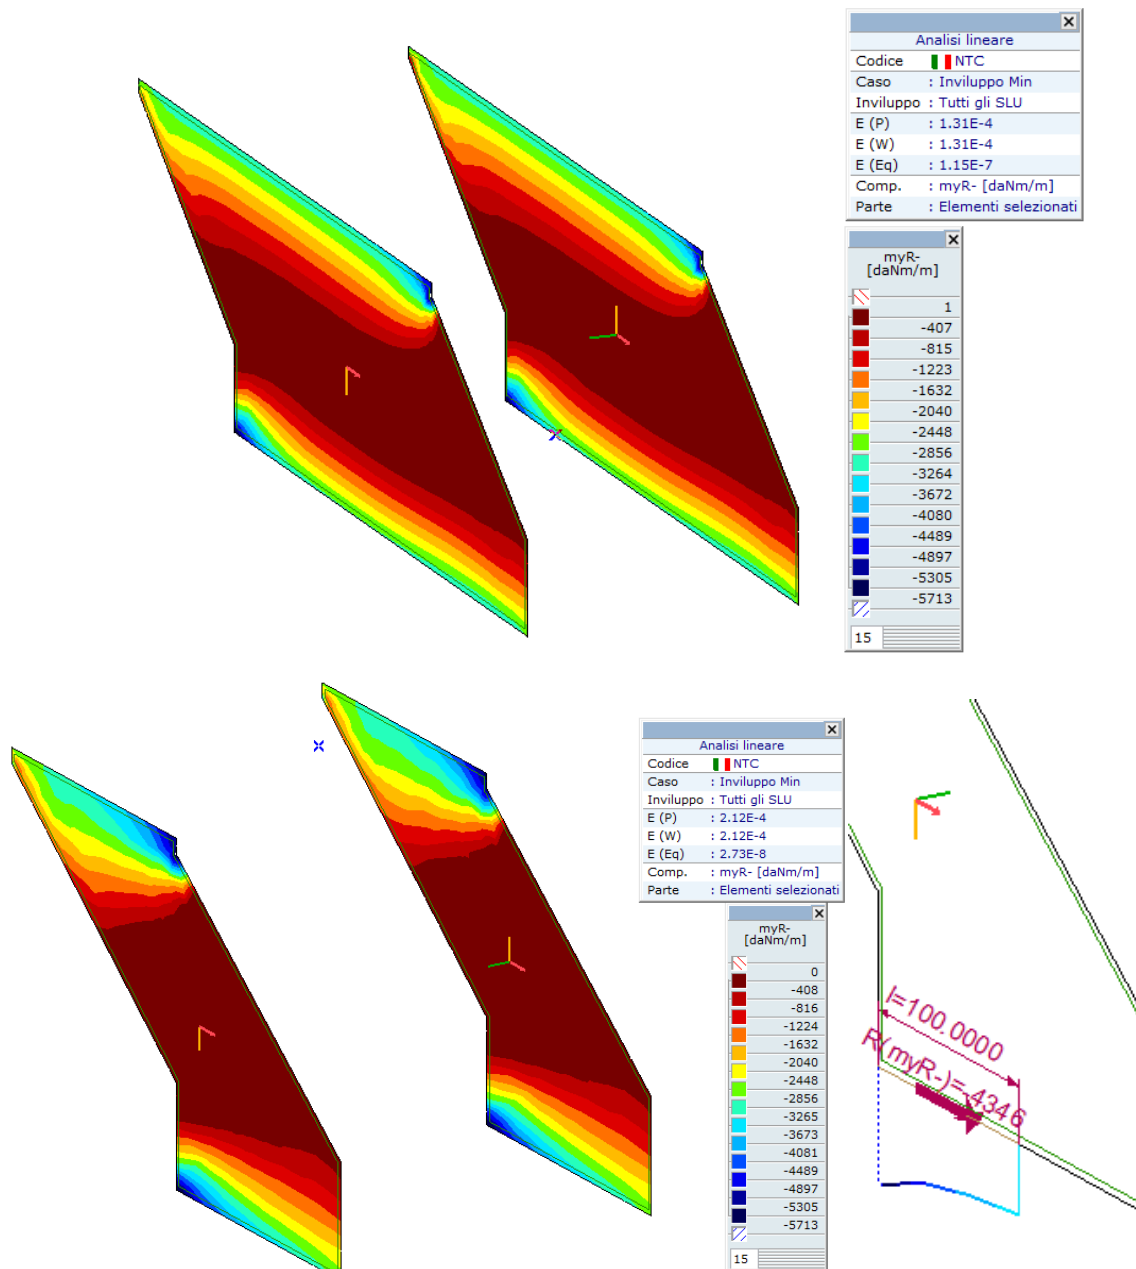 Analisi lineare
Codice NTC
Caso : Inviluppo Min
Inviluppo : Tutti gli SLU
E (P) : 1.31E-4
E (W) : 1.31E-4
E (Eq) : 1.15E-7
Comp. : myR- [daNm/m]
Parte : Elementi selezionati
myR-
[daNm/m]
1
-407
-815
-1223
-1632
-2040
-2448
-2856
-3264
-3672
-4080
-4489
-4897
-5305
-5713
15
Analisi lineare
Codice NTC
Caso : Inviluppo Min
Inviluppo : Tutti gli SLU
E (P) : 2.12E-4
E (W) : 2.12E-4
E (Eq) : 2.73E-8
Comp. : myR- [daNm/m]
Parte : Elementi selezionati
myR-
[daNm/m]
0
-408
-816
-1224
-1632
-2040
-2448
-2856
-3265
-3673
-4081
-4489
-4897
-5305
-5713
15
l=100.0000
R(myR-)=-4346